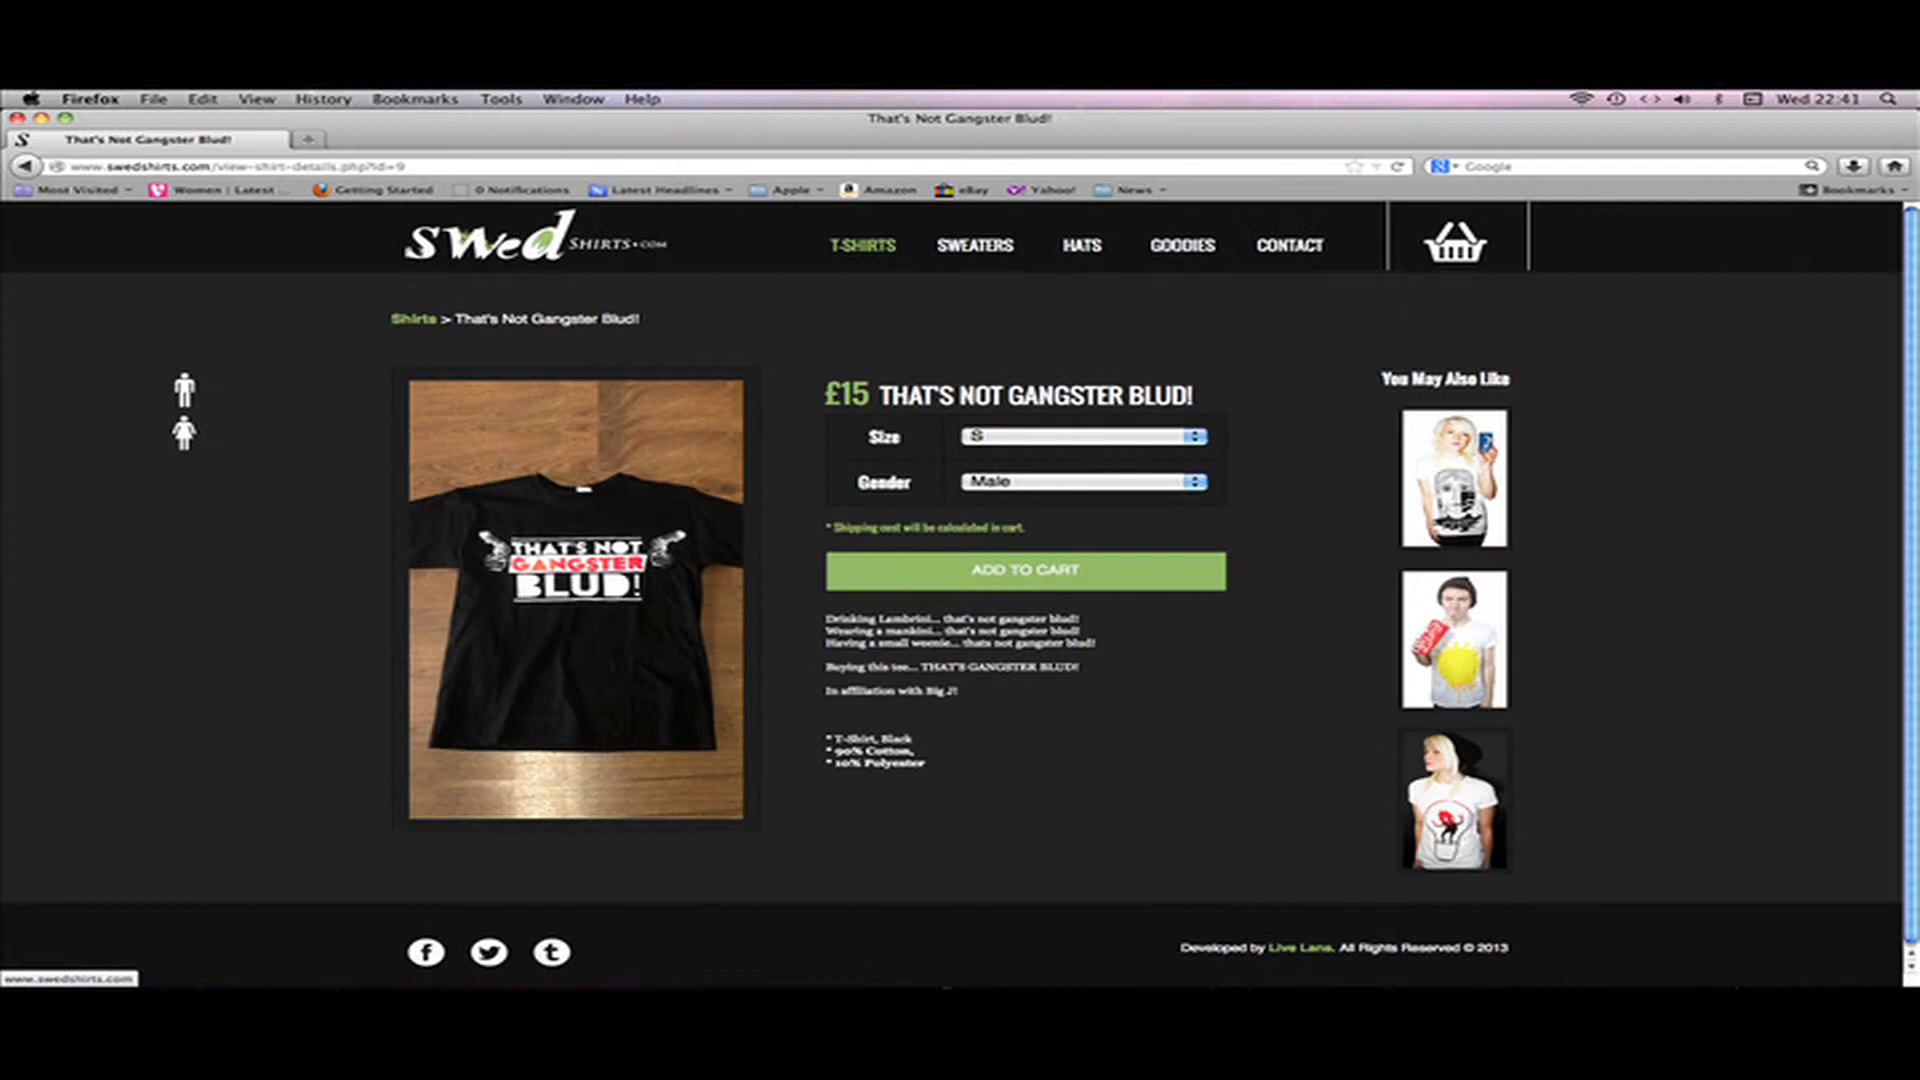 Firefox File Edit View History Bookmarks Tools Window Help Wed 22:41
That's Not Gangster Blud!
S That's Not Gangster Blud!
www.swedshirts.com/view-shirt-details.php?id=9 Google
Most Visited Women | Latest ... Getting Started 0 Notifications Latest Headlines Apple Amazon eBay Yahoo! News Bookmarks
swed SHIRTS.COM T-SHIRTS SWEATERS HATS GOODIES CONTACT
Shirts > That's Not Gangster Blud!
You May Also Like
£15 THAT'S NOT GANGSTER BLUD!
Size S
Gender Male
* Shipping cost will be calculated in cart.
ADD TO CART
THAT'S NOT
GANGSTER
BLUD!
Drinking Lambrini... that's not gangster blud!
Wearing a mankini... that's not gangster blud!
Having a small weenie... thats not gangster blud!
Buying this tee... THAT'S GANGSTER BLUD!
In affiliation with Big J!
* T-Shirt, Black
* 90% Cotton,
* 10% Polyester
f t
Developed by Live Lans. All Rights Reserved © 2013
www.swedshirts.com